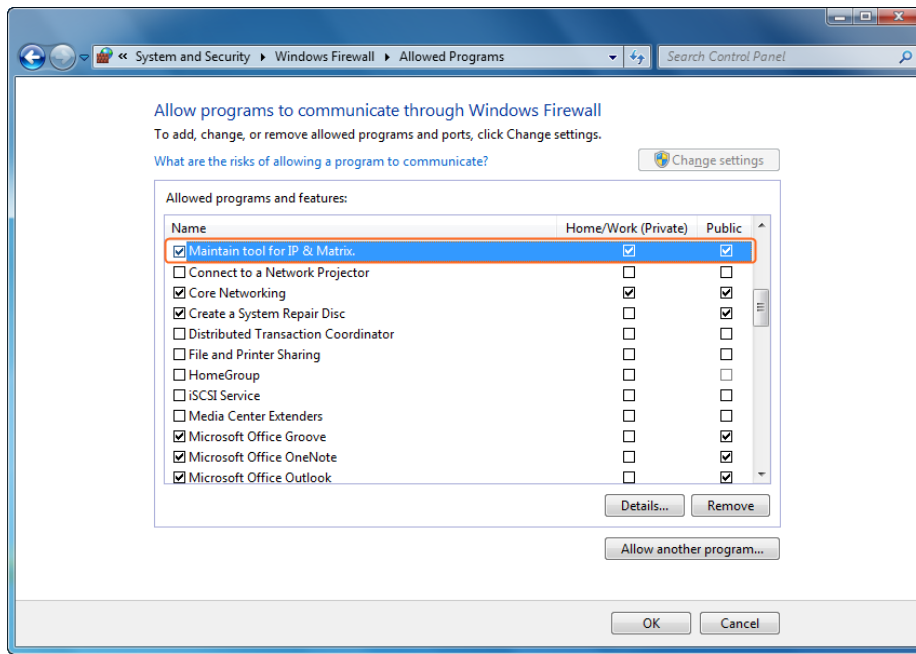 « System and Security ▸ Windows Firewall ▸ Allowed Programs
Search Control Panel
Allow programs to communicate through Windows Firewall
To add, change, or remove allowed programs and ports, click Change settings.
What are the risks of allowing a program to communicate?
Change settings
Allowed programs and features:
Name Home/Work (Private) Public
Maintain tool for IP & Matrix.
Connect to a Network Projector
Core Networking
Create a System Repair Disc
Distributed Transaction Coordinator
File and Printer Sharing
HomeGroup
iSCSI Service
Media Center Extenders
Microsoft Office Groove
Microsoft Office OneNote
Microsoft Office Outlook
Details... Remove
Allow another program...
OK Cancel